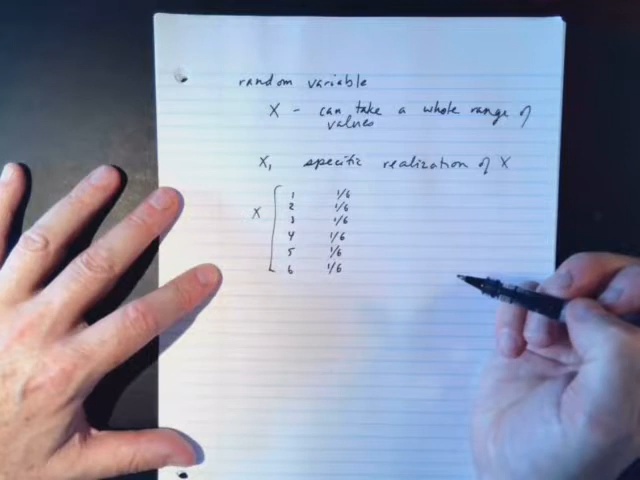 random variable
X - can take a whole range of
values
X, specific realization of X
1 1/6
2 1/6
X 3 1/6
4 1/6
5 1/6
6 1/6